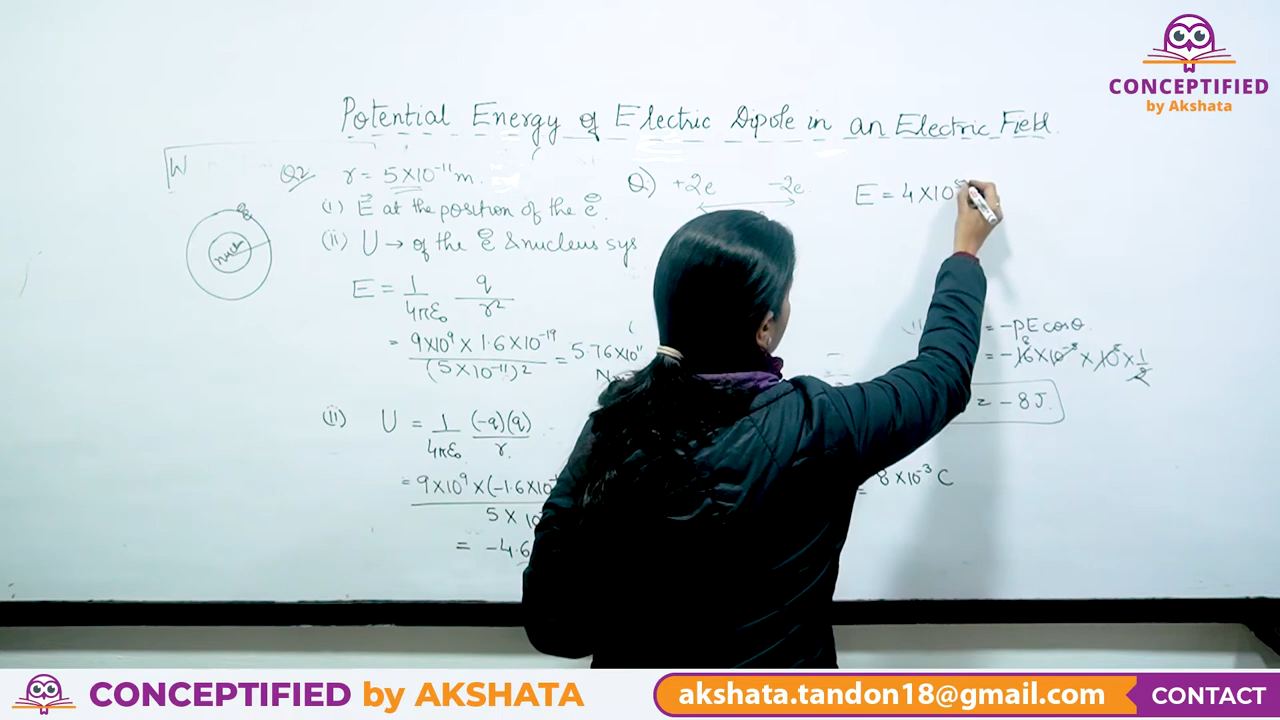 CONCEPTIFIED
by Akshata
Potential Energy of Electric Dipole in an Electric Field.
W
Q2 r = 5×10⁻¹¹ m.
(i) E⃗ at the position of the e⊖.
(ii) U → of the e⊖ & nucleus sys
e⊖
nucl
E = 1/4πε₀ q/r²
= 9×10⁹ × 1.6×10⁻¹⁹ / (5×10⁻¹¹)² = 5.76×10¹¹
N
(ii) U = 1/4πε₀ (-q)(q)/r.
= 9×10⁹ × (-1.6×10
5×10
= -4.6
Q) +2e -2e.
E = 4×10
= -pE cosθ.
= -16×10⁻⁵ × 10⁵ × 1/2
8
= -8J.
= 8×10⁻³ C
CONCEPTIFIED by AKSHATA
akshata.tandon18@gmail.com
CONTACT